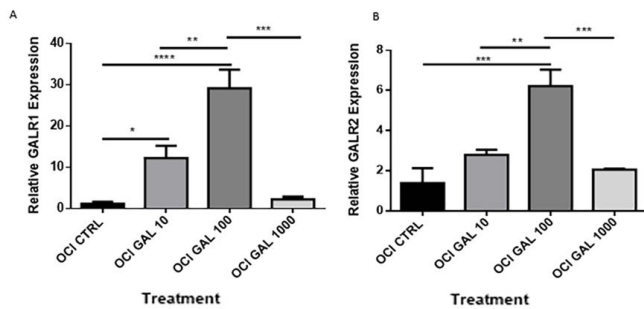 A
Relative GALR1 Expression
40
30
20
10
0
*
****
**
***
OCI CTRL
OCI GAL 10
OCI GAL 100
OCI GAL 1000
Treatment
B
Relative GALR2 Expression
8
6
4
2
0
***
**
***
OCI CTRL
OCI GAL 10
OCI GAL 100
OCI GAL 1000
Treatment